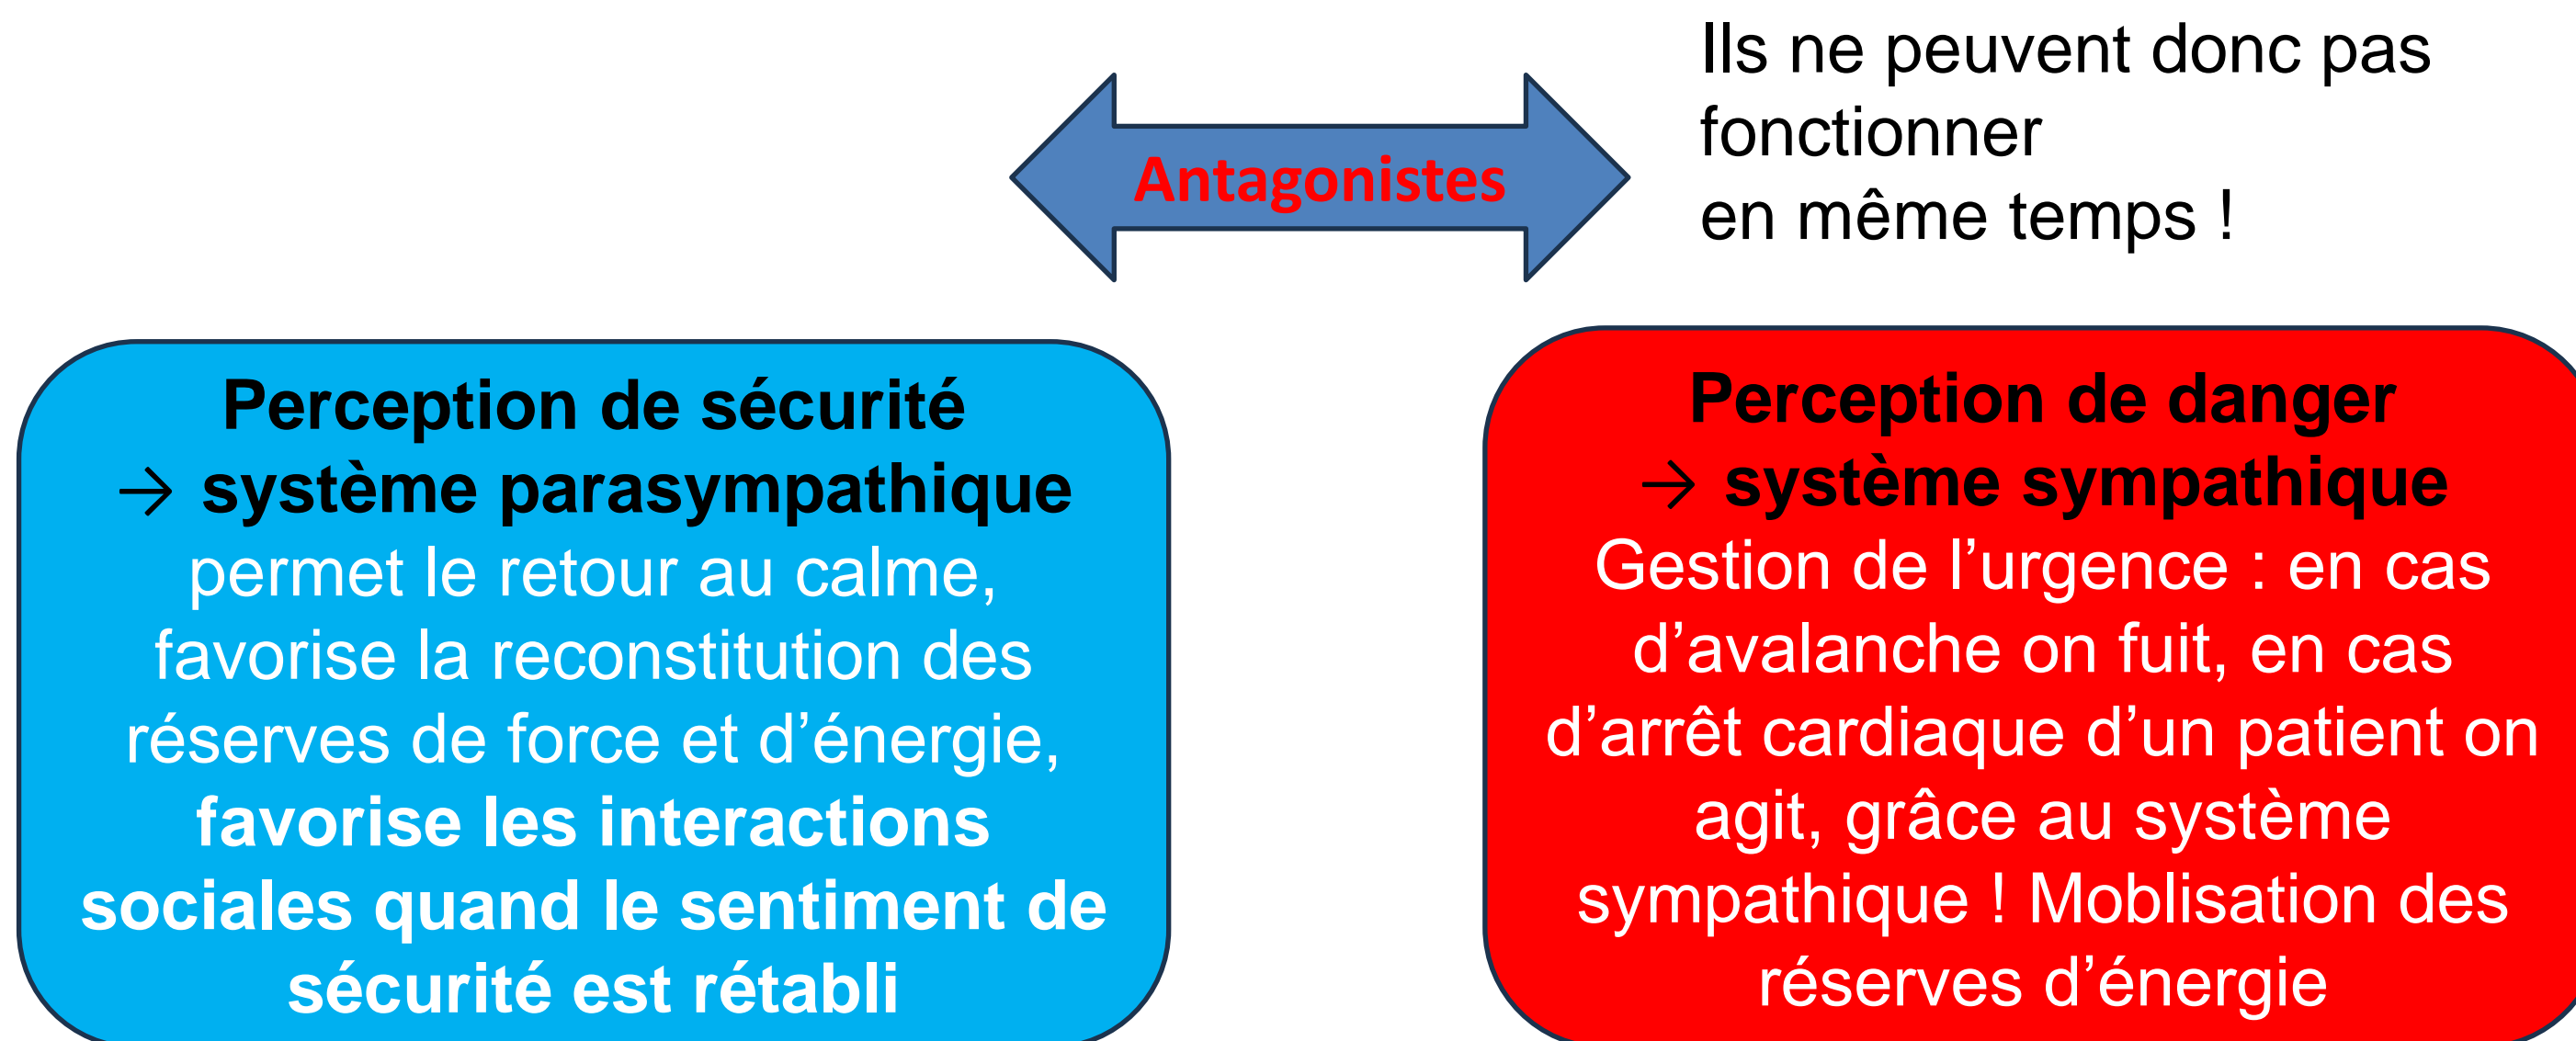 Ils ne peuvent donc pas
fonctionner
en même temps !
Antagonistes
Perception de sécurité
→ système parasympathique
permet le retour au calme,
favorise la reconstitution des
réserves de force et d’énergie,
favorise les interactions
sociales quand le sentiment de
sécurité est rétabli
Perception de danger
→ système sympathique
Gestion de l’urgence : en cas
d’avalanche on fuit, en cas
d’arrêt cardiaque d’un patient on
agit, grâce au système
sympathique ! Moblisation des
réserves d’énergie